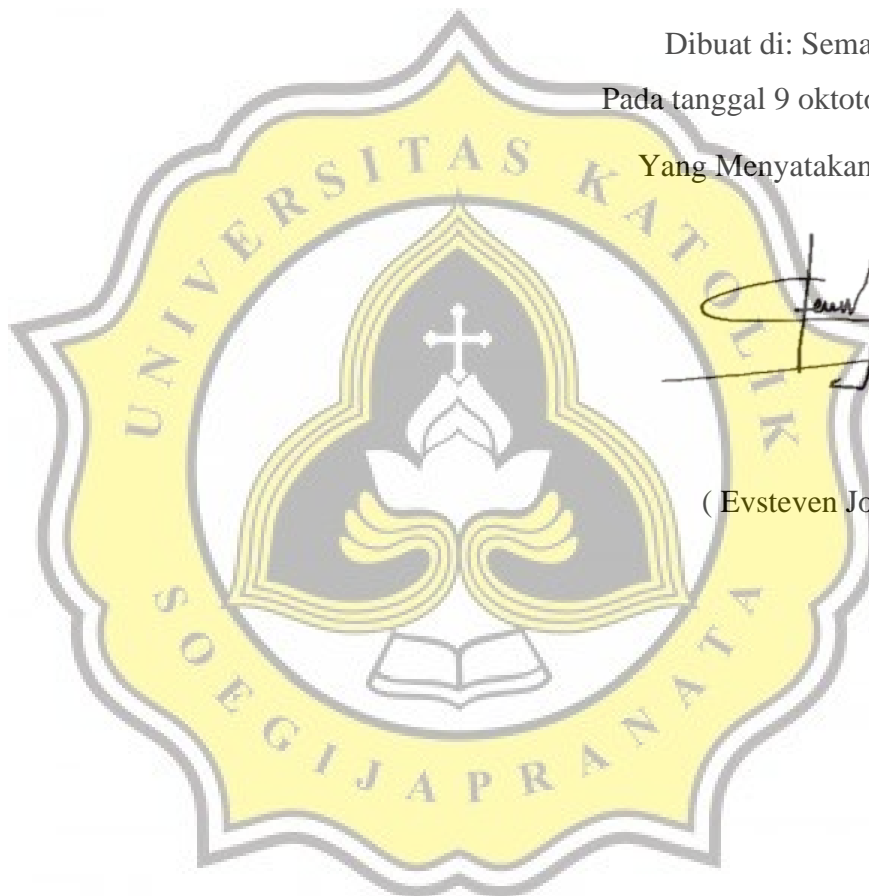 Dibuat di: Sema
Pada tanggal 9 oktoto
Yang Menyatakan
( Evsteven Jo
UNIVERSITAS KATOLIK
SOEGIJAPRANATA